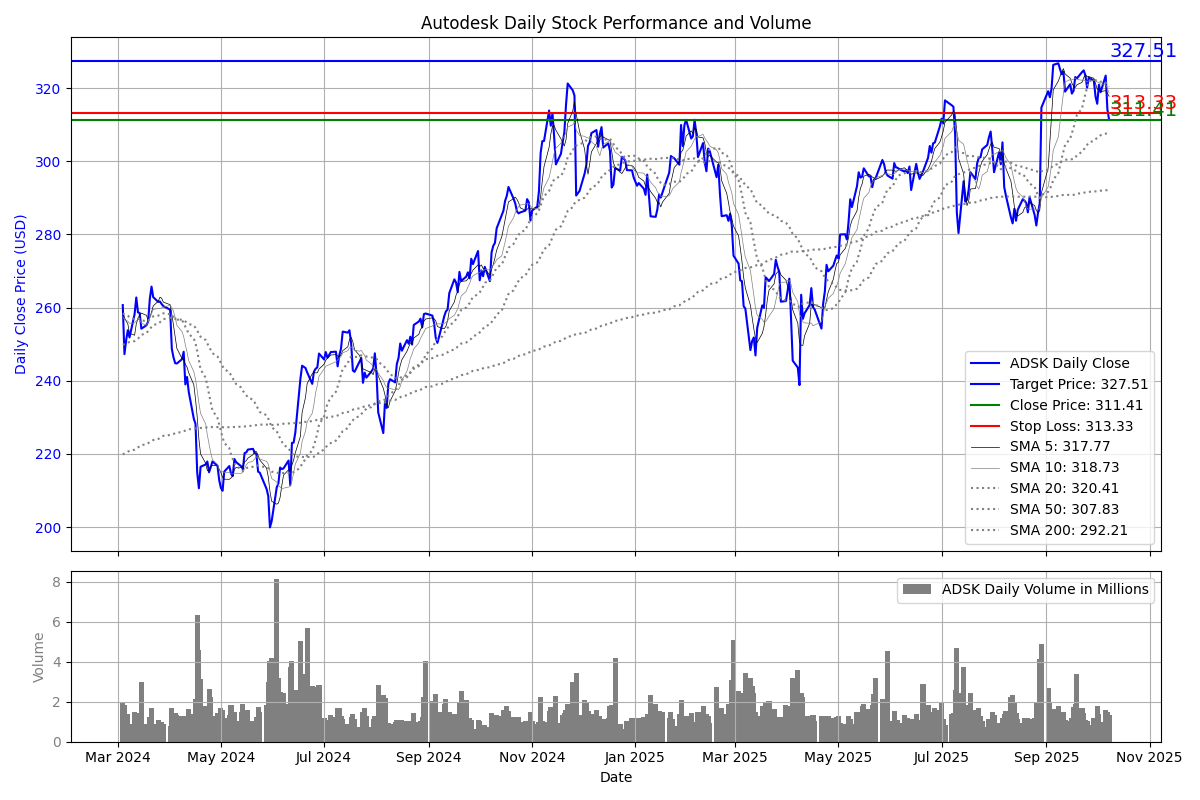 Autodesk Daily Stock Performance and Volume
327.51
313.33
311.41
Daily Close Price (USD)
320
300
280
260
240
220
200
ADSK Daily Close
Target Price: 327.51
Close Price: 311.41
Stop Loss: 313.33
SMA 5: 317.77
SMA 10: 318.73
SMA 20: 320.41
SMA 50: 307.83
SMA 200: 292.21
Volume
8
6
4
2
0
ADSK Daily Volume in Millions
Mar 2024 May 2024 Jul 2024 Sep 2024 Nov 2024 Jan 2025 Mar 2025 May 2025 Jul 2025 Sep 2025 Nov 2025
Date